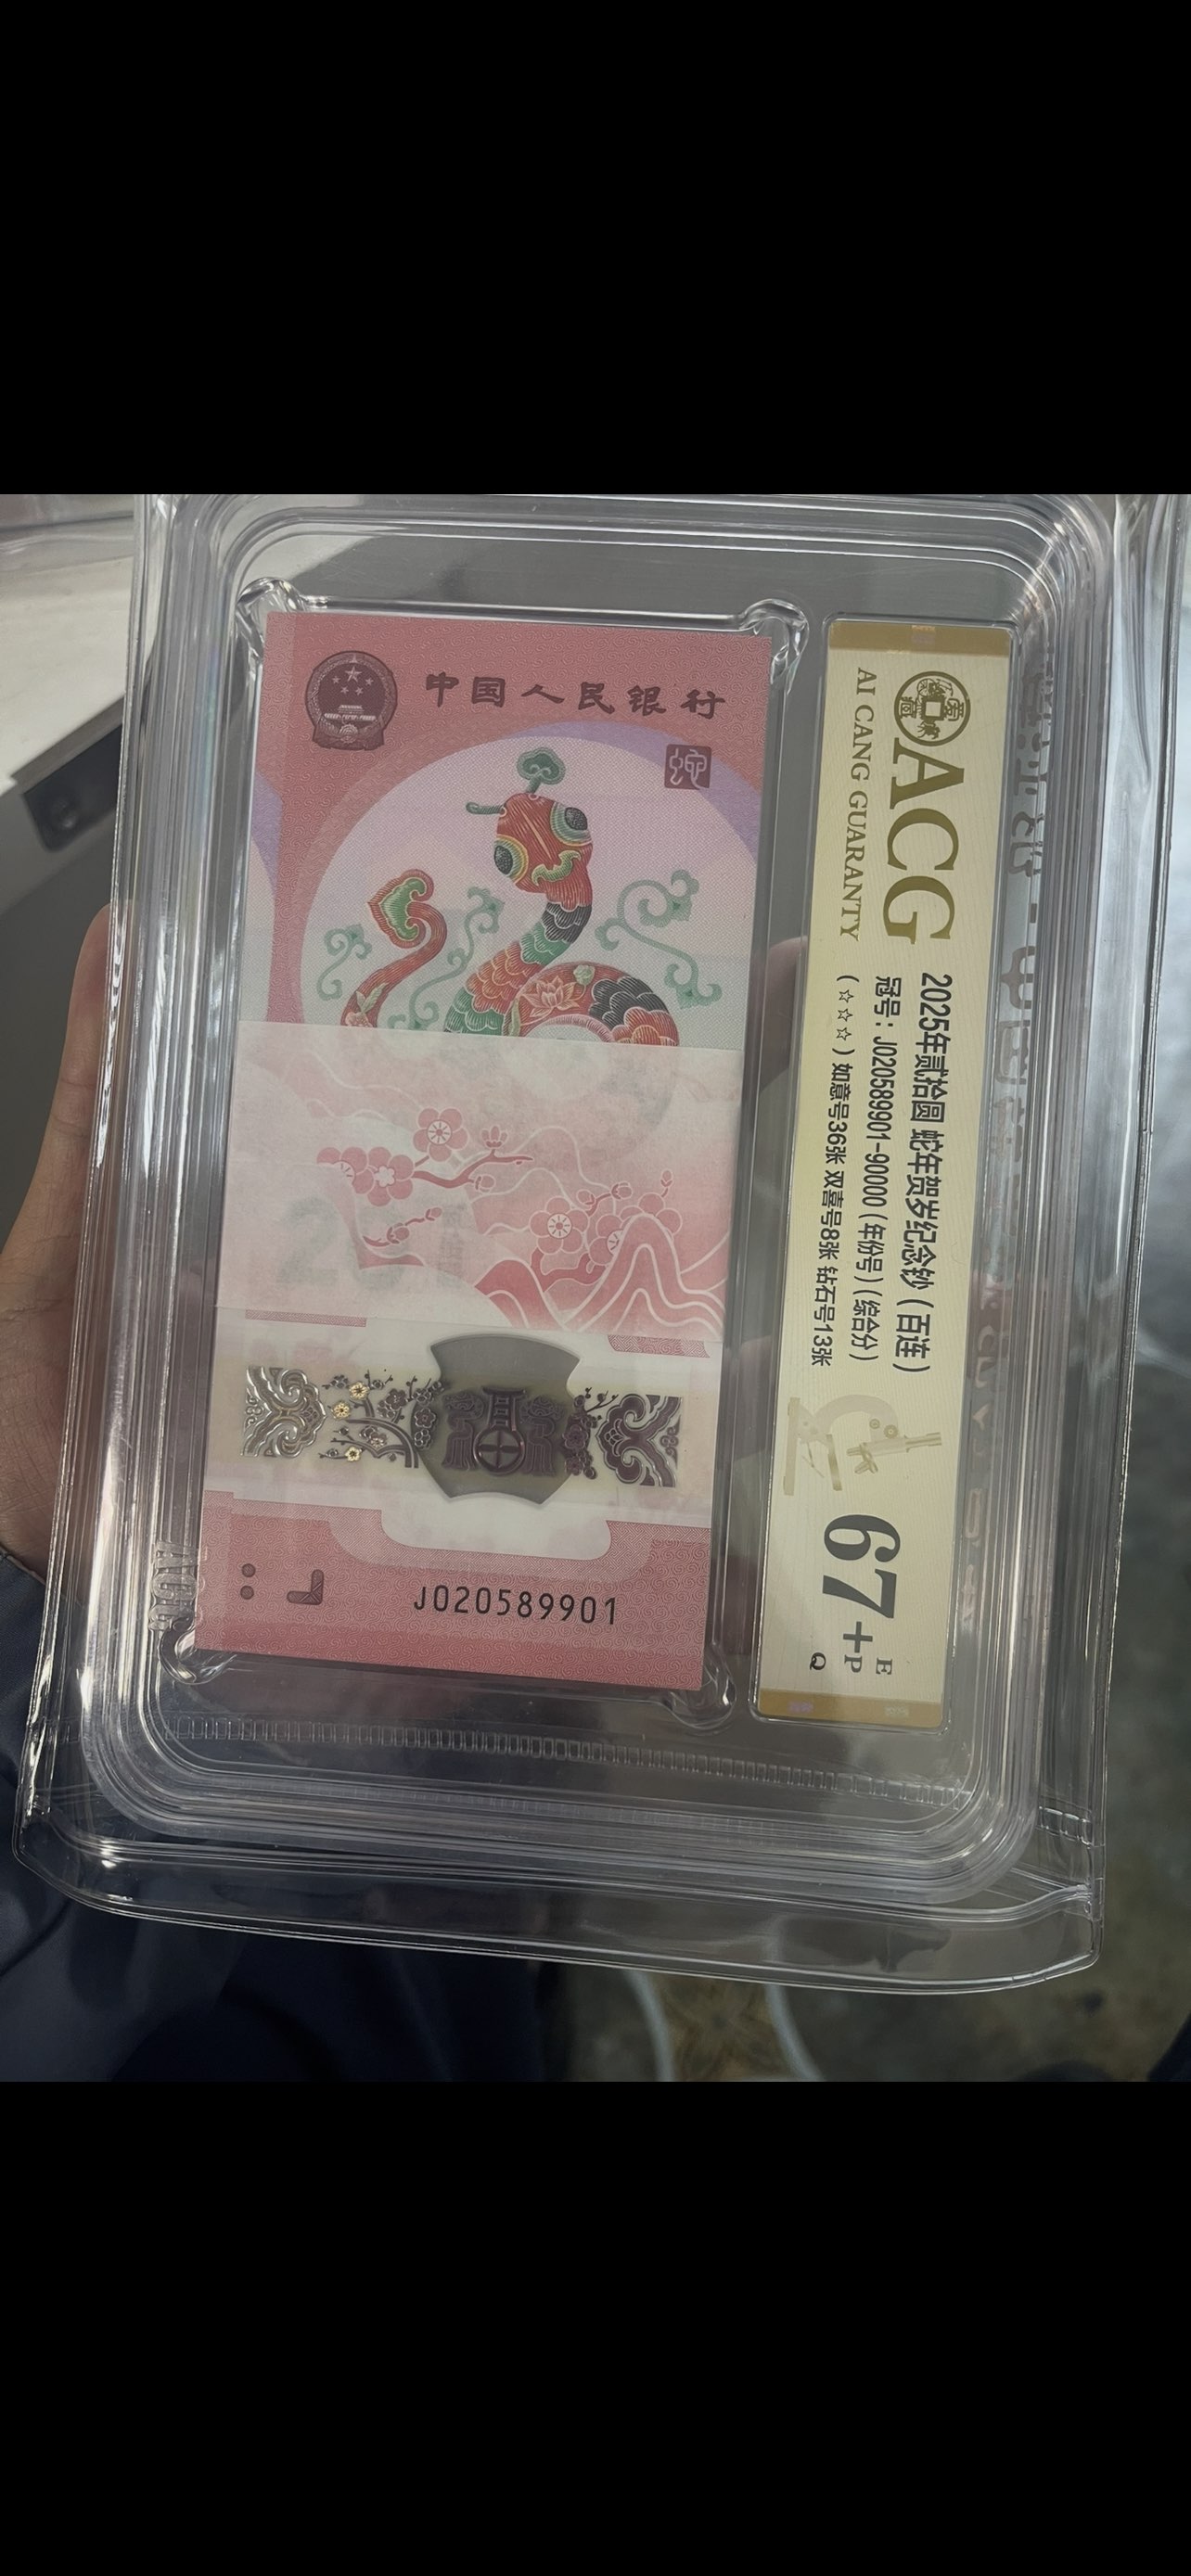 中国人民银行
蛇
J020589901
ACG
AI CANG GUARANTY
2025年贰拾圆 蛇年贺岁纪念钞（百连）
冠号：J020589901-90000（年份号）（综合分）
（☆☆☆）如意号36张 双喜号8张 钻石号13张
67+
E
P
Q
ACG